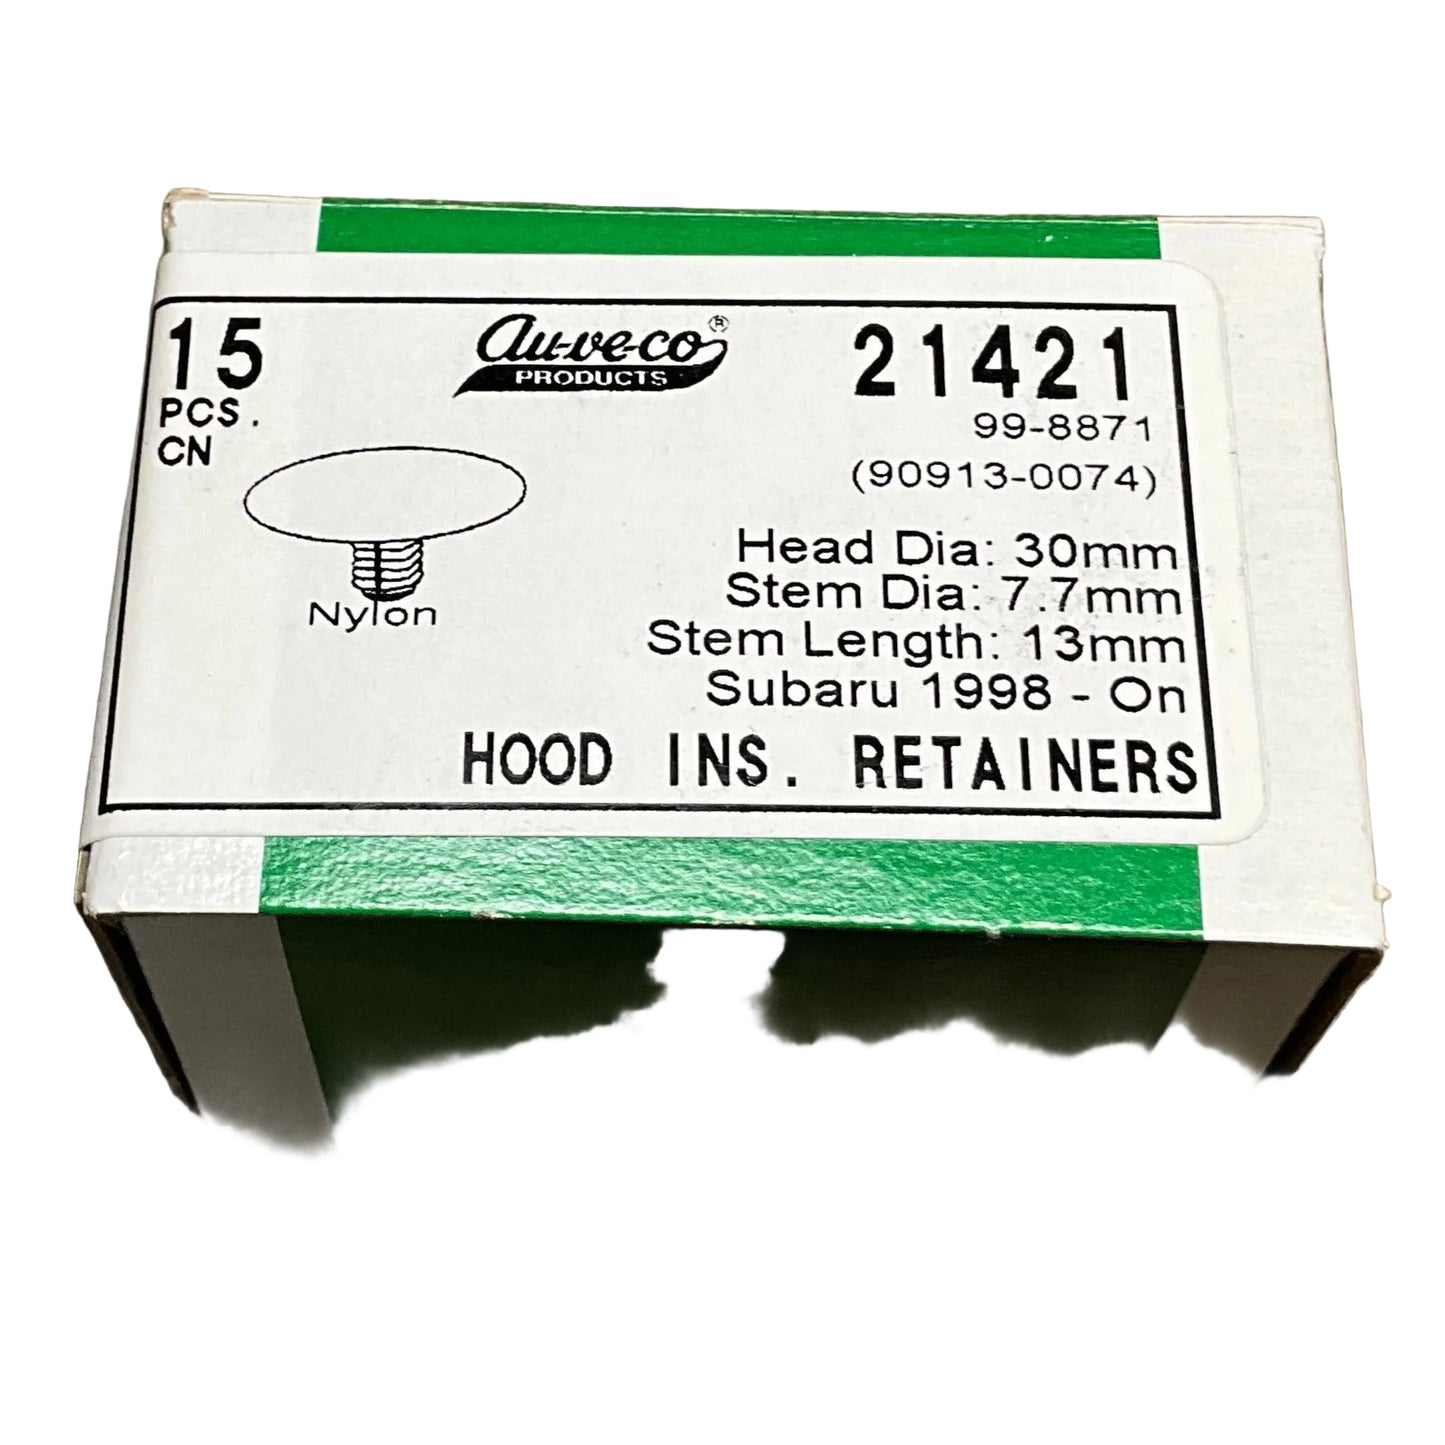 15
PCS.
CN
au-ve-co®
PRODUCTS
21421
99-8871
(90913-0074)
Nylon
Head Dia: 30mm
Stem Dia: 7.7mm
Stem Length: 13mm
Subaru 1998 - On
HOOD INS. RETAINERS